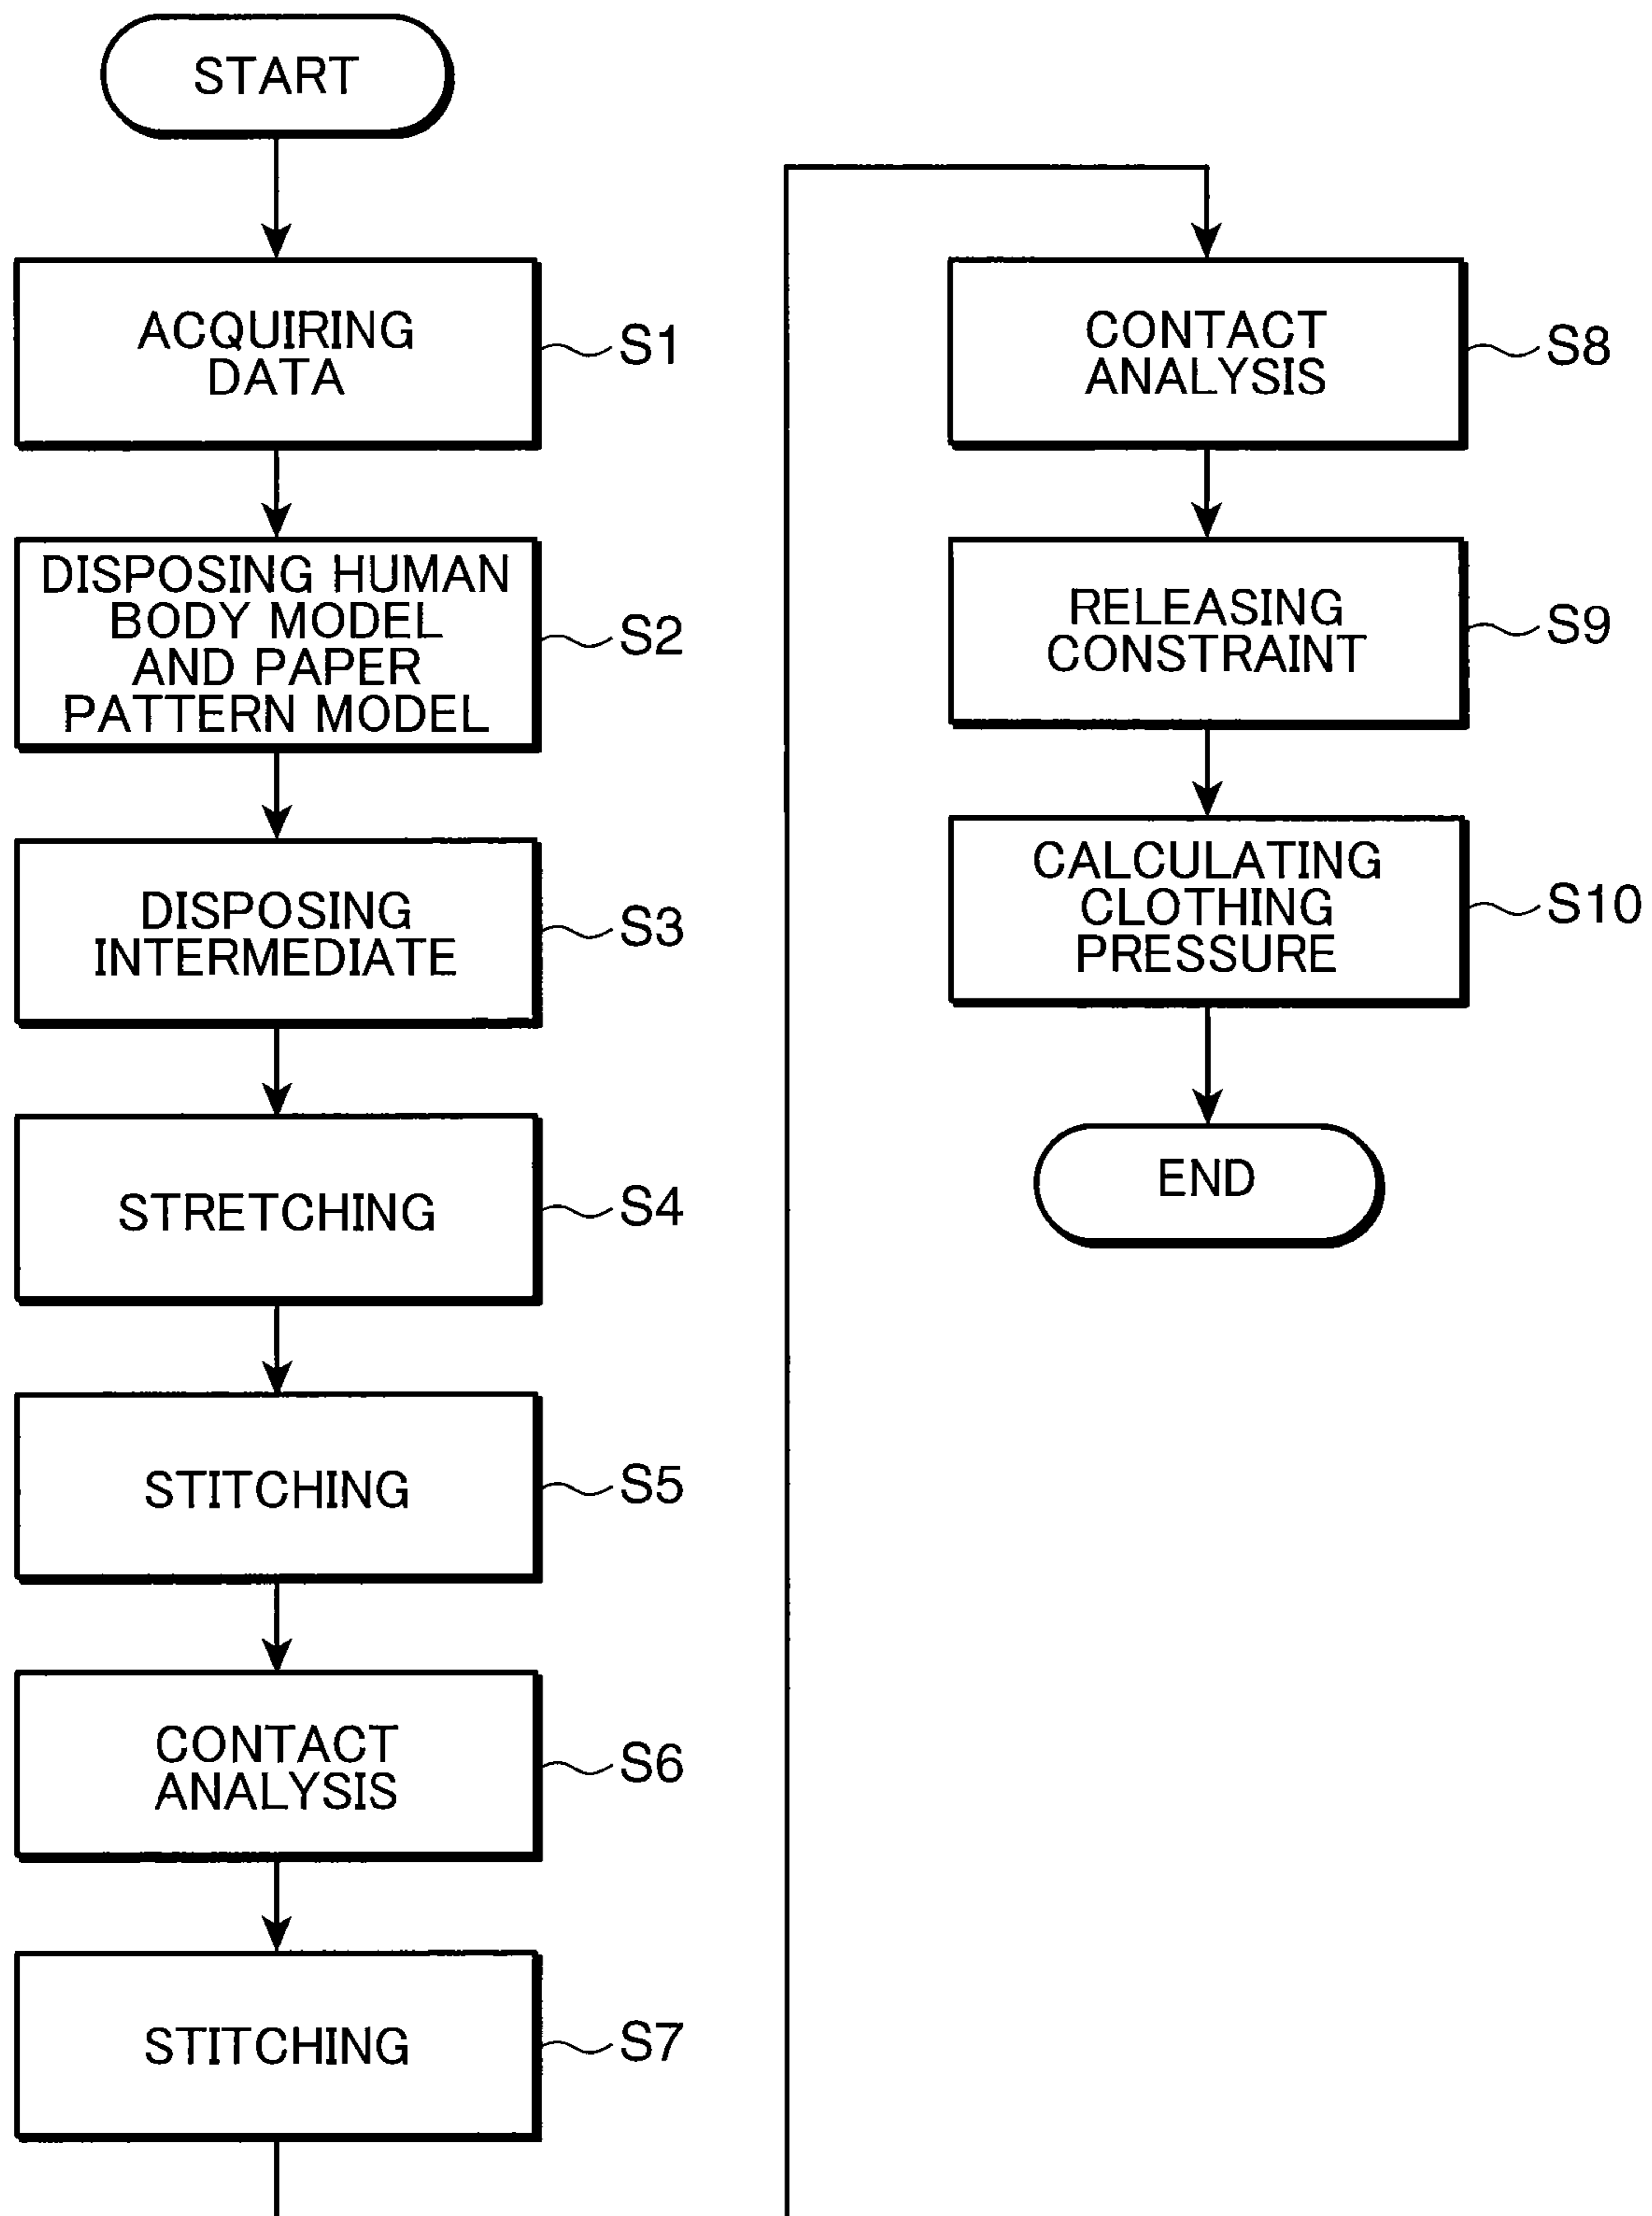 START
ACQUIRING
DATA
S1
DISPOSING HUMAN
BODY MODEL
AND PAPER
PATTERN MODEL
S2
DISPOSING
INTERMEDIATE
S3
STRETCHING
S4
STITCHING
S5
CONTACT
ANALYSIS
S6
STITCHING
S7
CONTACT
ANALYSIS
S8
RELEASING
CONSTRAINT
S9
CALCULATING
CLOTHING
PRESSURE
S10
END